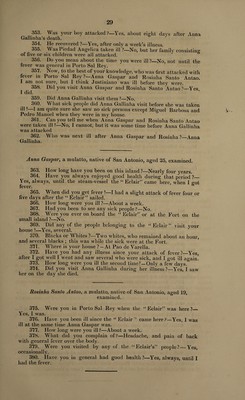 29
353. Was your boy attacked?—Yes, about eight days after Anna
Gallinha's death.
354. He recovered?—Yes, after only a week's illness.
355. Was Pinhad Angelica taken ill?—No, but her family consisting
of five or six children were all attacked.
356. Do you mean about the time you were ill?—No, not until the
fever was general in Porto Sal Rey.
357. Now, to the best of your knowledge, who was first attacked with
fever in Porto Sal Rey?—Anna Gaspar and Rosinha Santo Antao.
I am not sure, but I think Justiniano was ill before they were.
358. Did you visit Anna Gaspar and Rosinha Santo Antao?—Yes,
I did.
359. Did Anna Gallinha visit them?—No.
360. What sick people did Anna Gallinha visit before she was taken
ill?—I am quite sure she saw no sick persons except Miguel Barbosa and
Pedro Manoel when they were in my house.
361. Can you tell me when Anna Gaspar and Rosinha Santo Antao
were taken ill?—No, I cannot, but it was some time before Anna Gallinha
was attacked
362. Who was next ill after Anna Gaspar and Rosinha?—Anna
Gallinha.
Anna Gaspar, a mulatto, native of San Antonio, aged 25, examined.
363. How long have you been on this island?—Nearly four years.
364. Have you always enjoyed good health during that period?—
Yes, always, until the steam-vessel the "Eclair" came here, when I got
fever.
365. When did you get fever?—I had a slight attack of fever four or
five days after the "Eclair" sailed.
366. How long were you ill?—About a week.
367. Had you been to see any sick people?—No.
368. Were you ever on board the "Eclair" or at the Fort on the
small island?—No.
369. Did any of the people belonging to the "Eclair" visit your
house?—Yes, several.
370. Blacks or Whites?—Two whites, who remained about an hour,
and several blacks; this was while the sick were at the Fort.
371. Where is your house?—At Pao de Varella.
372. Have you had any illness since your attack of fever?—Yes,
after I got well I went and saw several who were sick, and I got ill again.
373. How long were you ill the second time?—Only a few days.
374. Did you visit Anna Gallinha during her illness?—Yes, I saw
her on the day she died.
Rosinha Santo Antao, a mulatto, native of San Antonio, aged 19,
examined.
375. Were you in Porto Sal Rey when the "Eclair" was here?—
Yes, I was.
376. Have you been ill since the "Eclair" came here?—Yes, I was
ill at the same time Anna Gaspar was.
377. How long were you ill?—About a week.
378. What did you complain of?—Headache, and pain of back
with general fever over the body.
379. Were you visited by any of the "Eclair's" people?—Yes,
occasionally.
380. Have you in general had good health?—Yes, always, until I
had the fever.